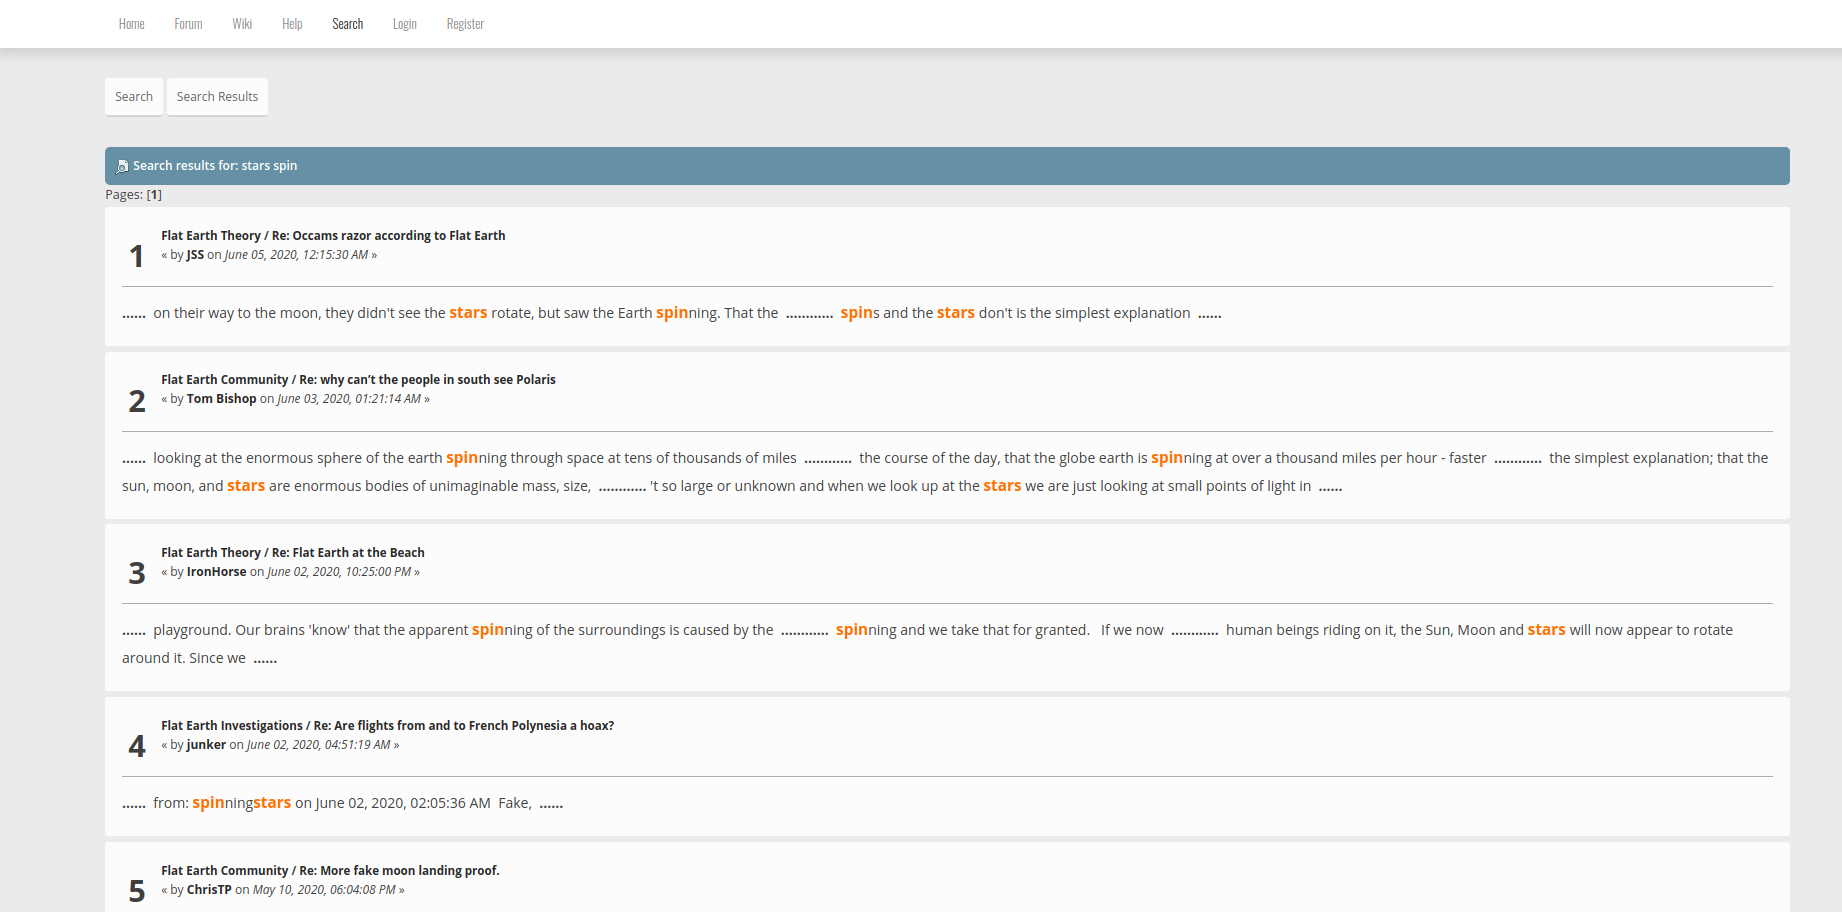 Home Forum Wiki Help Search Login Register
Search Search Results
Search results for: stars spin
Pages: [1]
1
Flat Earth Theory / Re: Occams razor according to Flat Earth
« by JSS on June 05, 2020, 12:15:30 AM »
...... on their way to the moon, they didn't see the stars rotate, but saw the Earth spinning. That the ............ spins and the stars don't is the simplest explanation ......
2
Flat Earth Community / Re: why can't the people in south see Polaris
« by Tom Bishop on June 03, 2020, 01:21:14 AM »
...... looking at the enormous sphere of the earth spinning through space at tens of thousands of miles ............ the course of the day, that the globe earth is spinning at over a thousand miles per hour - faster ............ the simplest explanation; that the
sun, moon, and stars are enormous bodies of unimaginable mass, size, ............ 't so large or unknown and when we look up at the stars we are just looking at small points of light in ......
3
Flat Earth Theory / Re: Flat Earth at the Beach
« by IronHorse on June 02, 2020, 10:25:00 PM »
...... playground. Our brains 'know' that the apparent spinning of the surroundings is caused by the ............ spinning and we take that for granted. If we now ............ human beings riding on it, the Sun, Moon and stars will now appear to rotate
around it. Since we ......
4
Flat Earth Investigations / Re: Are flights from and to French Polynesia a hoax?
« by junker on June 02, 2020, 04:51:19 AM »
...... from: spinningstars on June 02, 2020, 02:05:36 AM Fake, ......
5
Flat Earth Community / Re: More fake moon landing proof.
« by ChrisTP on May 10, 2020, 06:04:08 PM »